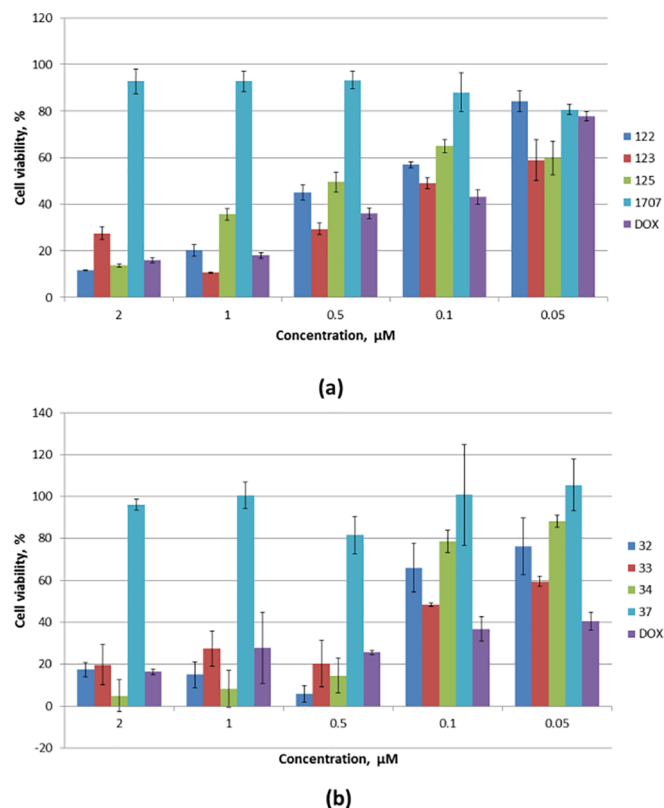 120
100
80
60
40
20
0
Cell viability, %
2 1 0.5 0.1 0.05
Concentration, µM
122
123
125
1707
DOX
(a)
140
120
100
80
60
40
20
0
-20
Cell viability, %
2 1 0.5 0.1 0.05
Concentration, µM
32
33
34
37
DOX
(b)